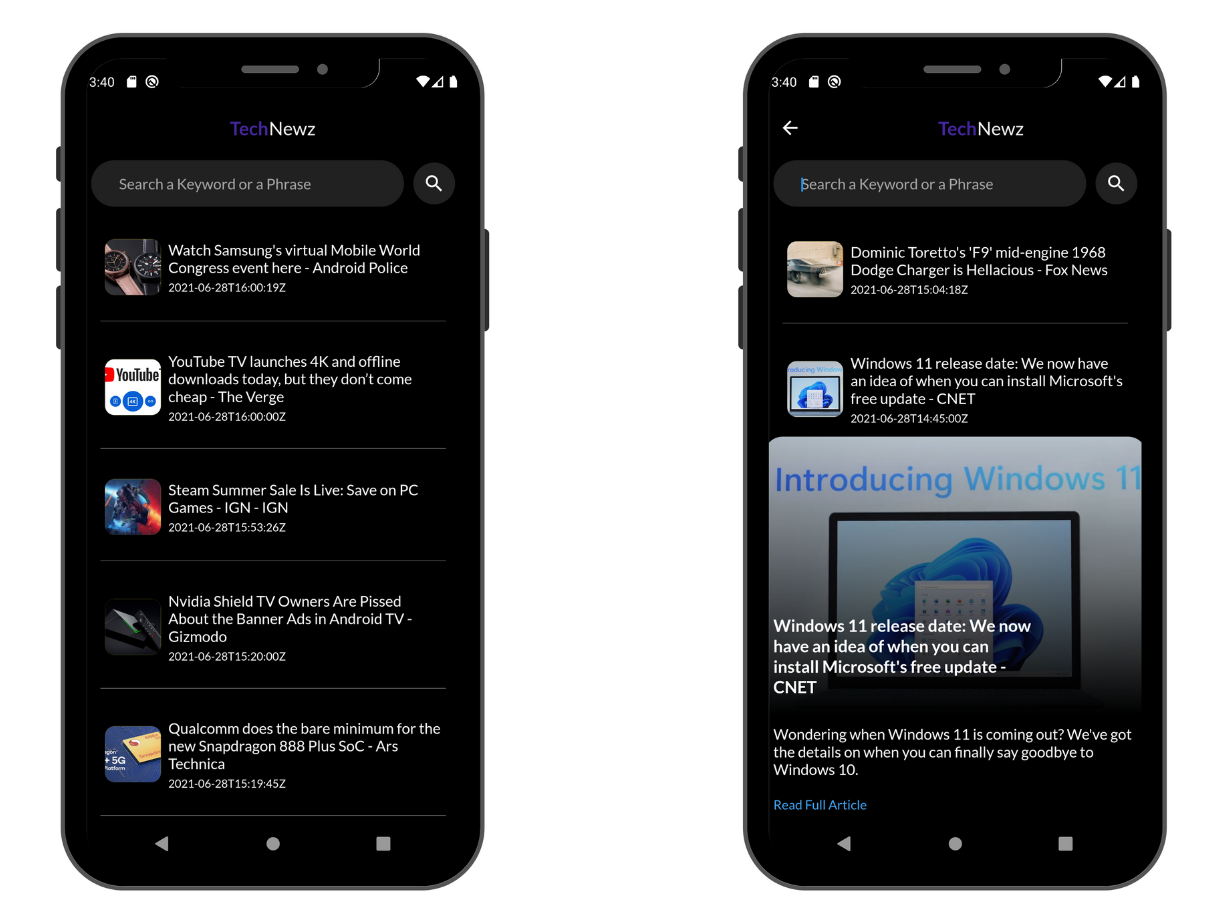 3:40
TechNewz
Search a Keyword or a Phrase
Watch Samsung's virtual Mobile World
Congress event here - Android Police
2021-06-28T16:00:19Z
YouTube
4K
YouTube TV launches 4K and offline
downloads today, but they don't come
cheap - The Verge
2021-06-28T16:00:00Z
Steam Summer Sale Is Live: Save on PC
Games - IGN - IGN
2021-06-28T15:53:26Z
Nvidia Shield TV Owners Are Pissed
About the Banner Ads in Android TV -
Gizmodo
2021-06-28T15:20:00Z
+ 5G
Qualcomm does the bare minimum for the
new Snapdragon 888 Plus SoC - Ars
Technica
2021-06-28T15:19:45Z
3:40
TechNewz
Search a Keyword or a Phrase
Dominic Toretto's 'F9' mid-engine 1968
Dodge Charger is Hellacious - Fox News
2021-06-28T15:04:18Z
Windows 11 release date: We now have
an idea of when you can install Microsoft's
free update - CNET
2021-06-28T14:45:00Z
Introducing Windows 11
Windows 11 release date: We now
have an idea of when you can
install Microsoft's free update -
CNET
Wondering when Windows 11 is coming out? We've got
the details on when you can finally say goodbye to
Windows 10.
Read Full Article